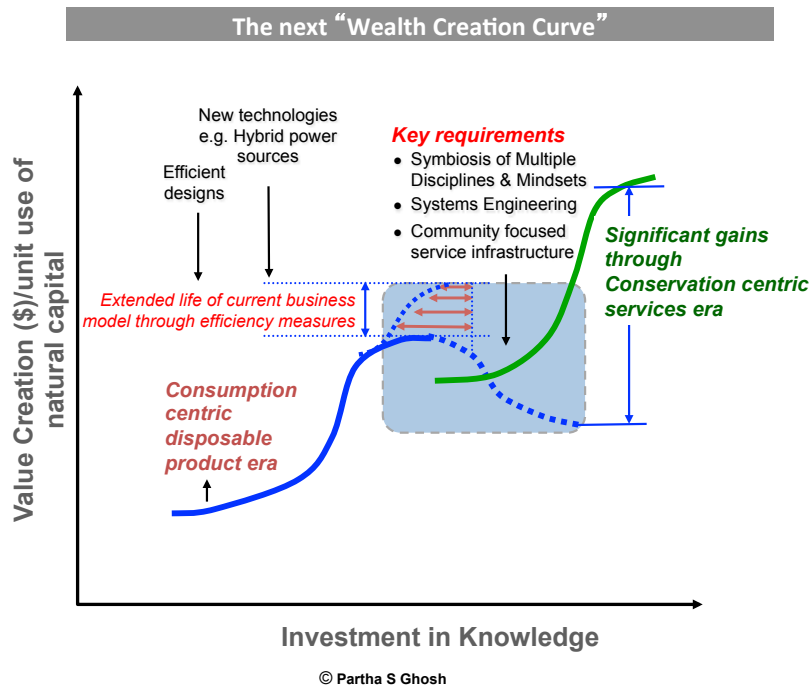 The next “Wealth Creation Curve”
New technologies
e.g. Hybrid power
sources
Efficient
designs
Key requirements
• Symbiosis of Multiple
Disciplines & Mindsets
• Systems Engineering
• Community focused
service infrastructure
Significant gains
through
Conservation centric
services era
Extended life of current business
model through efficiency measures
Consumption
centric
disposable
product era
Value Creation ($)/unit use of
natural capital
Investment in Knowledge
© Partha S Ghosh